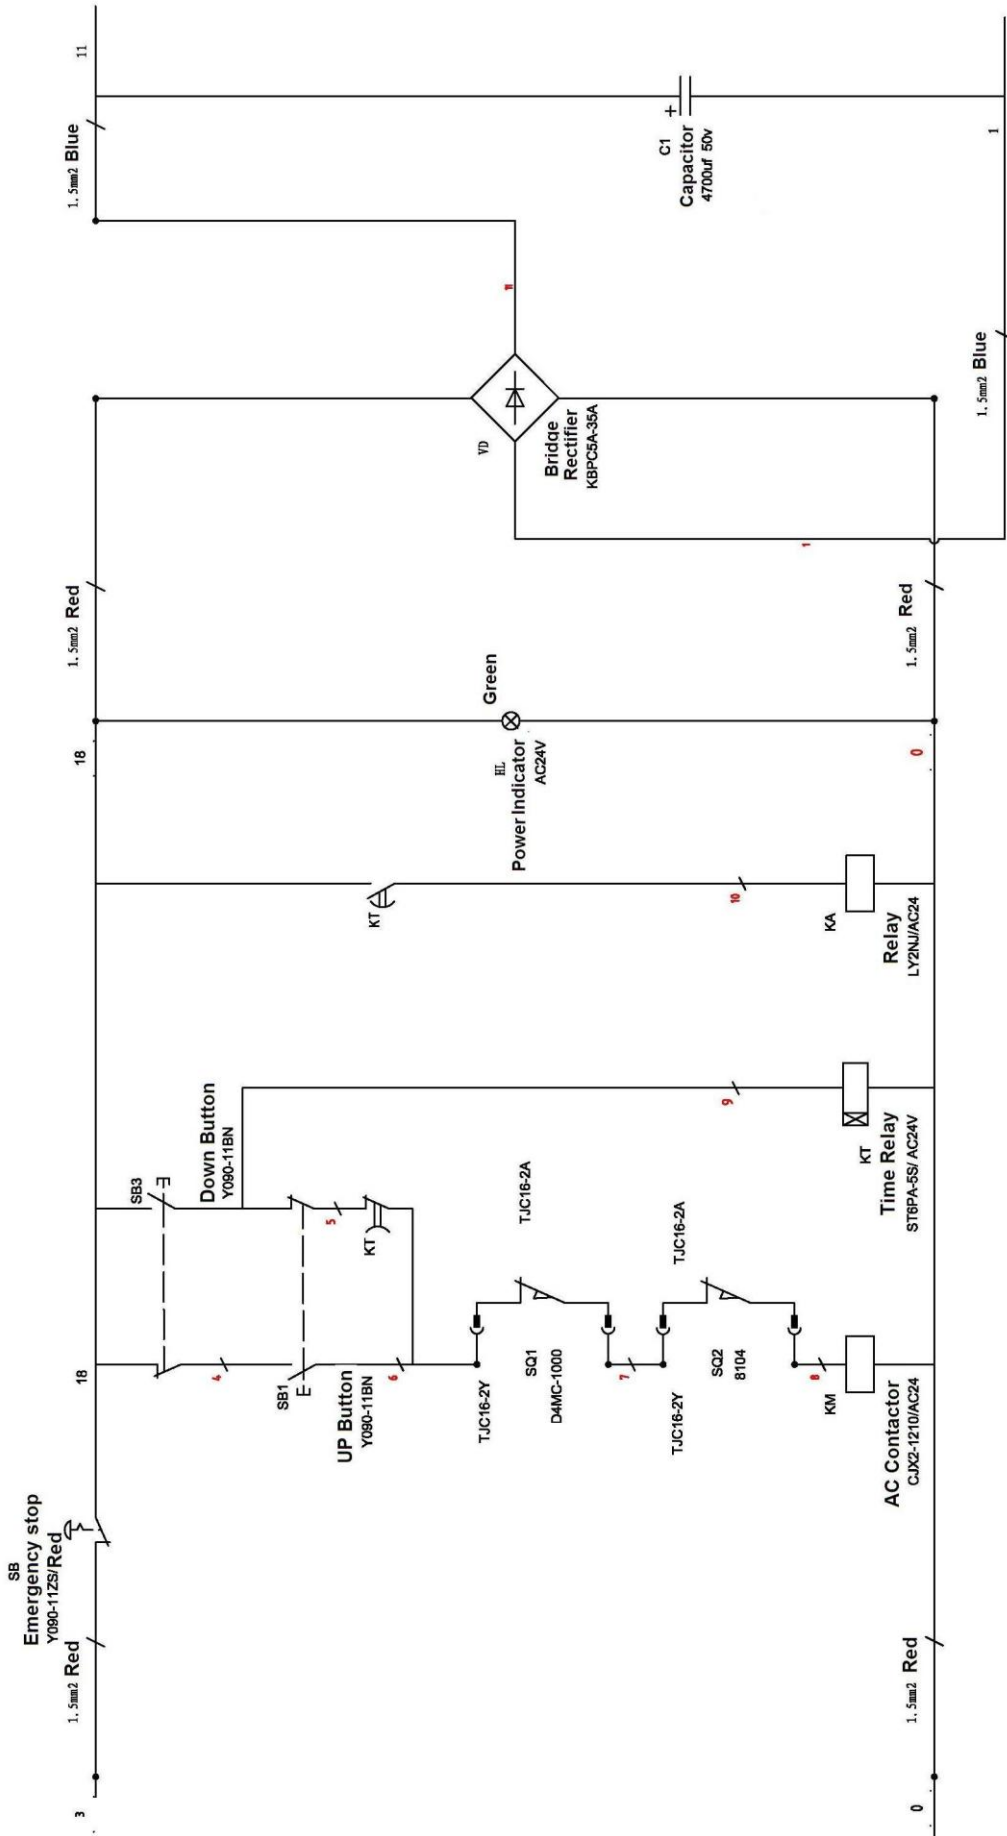 3
1.5mm2 Red
SB
Emergency stop
Y090-11ZS/Red
18
SB3
Down Button
Y090-11BN
4
SB1
UP Button
Y090-11BN
5
KT
6
TJC16-2Y
TJC16-2A
SQ1
D4MC-1000
7
TJC16-2Y
TJC16-2A
SQ2
8104
8
KM
AC Contactor
CJX2-1210/AC24
9
KT
Time Relay
ST6PA-5S/ AC24V
KT
10
KA
Relay
LY2NJ/AC24
18
HL
Power Indicator
AC24V
Green
0
1.5mm2 Red
VD
Bridge
Rectifier
KBPC5A-35A
11
1
1.5mm2 Red
1.5mm2 Blue
11
C1
Capacitor
4700uf 50v
+
1.5mm2 Blue
1
0
1.5mm2 Red